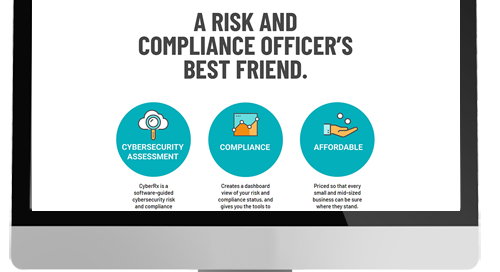 A RISK AND
COMPLIANCE OFFICER'S
BEST FRIEND.
CYBERSECURITY
ASSESSMENT
COMPLIANCE
AFFORDABLE
CyberRx is a
software-guided
cybersecurity risk
and compliance
Creates a dashboard
view of your risk and
compliance status, and
gives you the tools to
Priced so that every
small and mid-sized
business can be sure
where they stand.